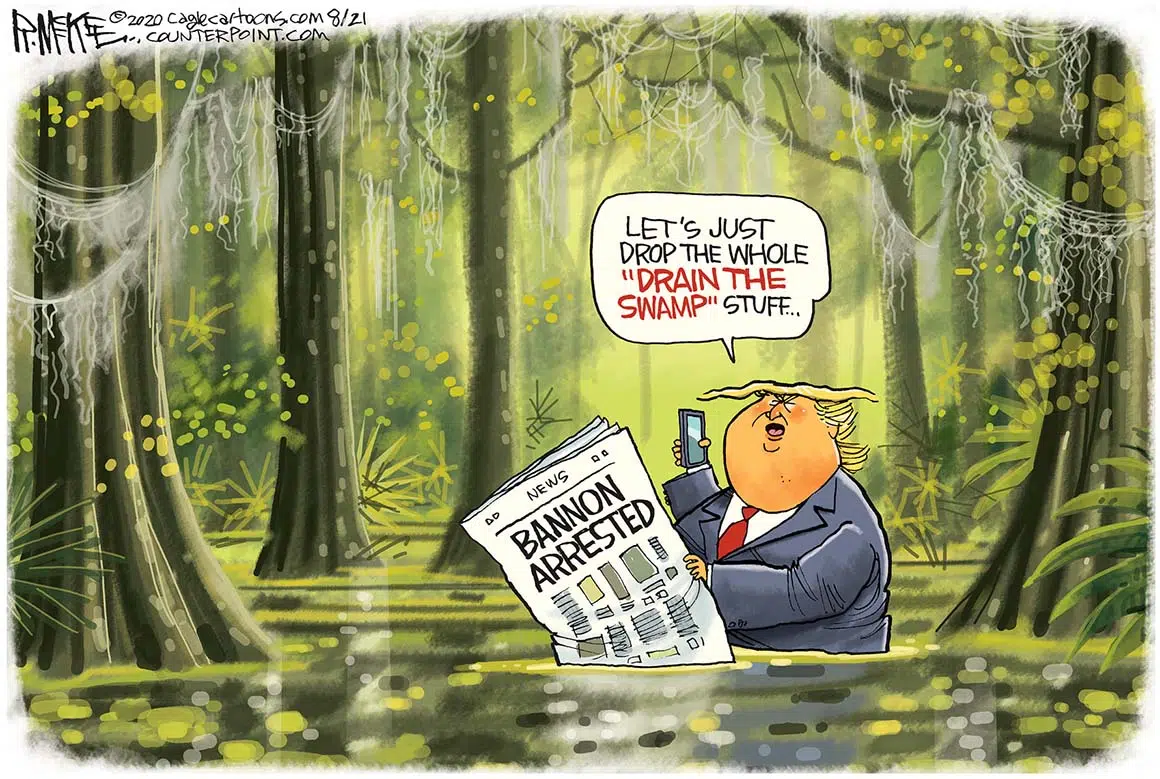 R. McKEE ©2020 caglecartoons.com 8/21
COUNTERPOINT.COM
LET'S JUST
DROP THE WHOLE
"DRAIN THE
SWAMP" STUFF...
NEWS
BANNON
ARRESTED